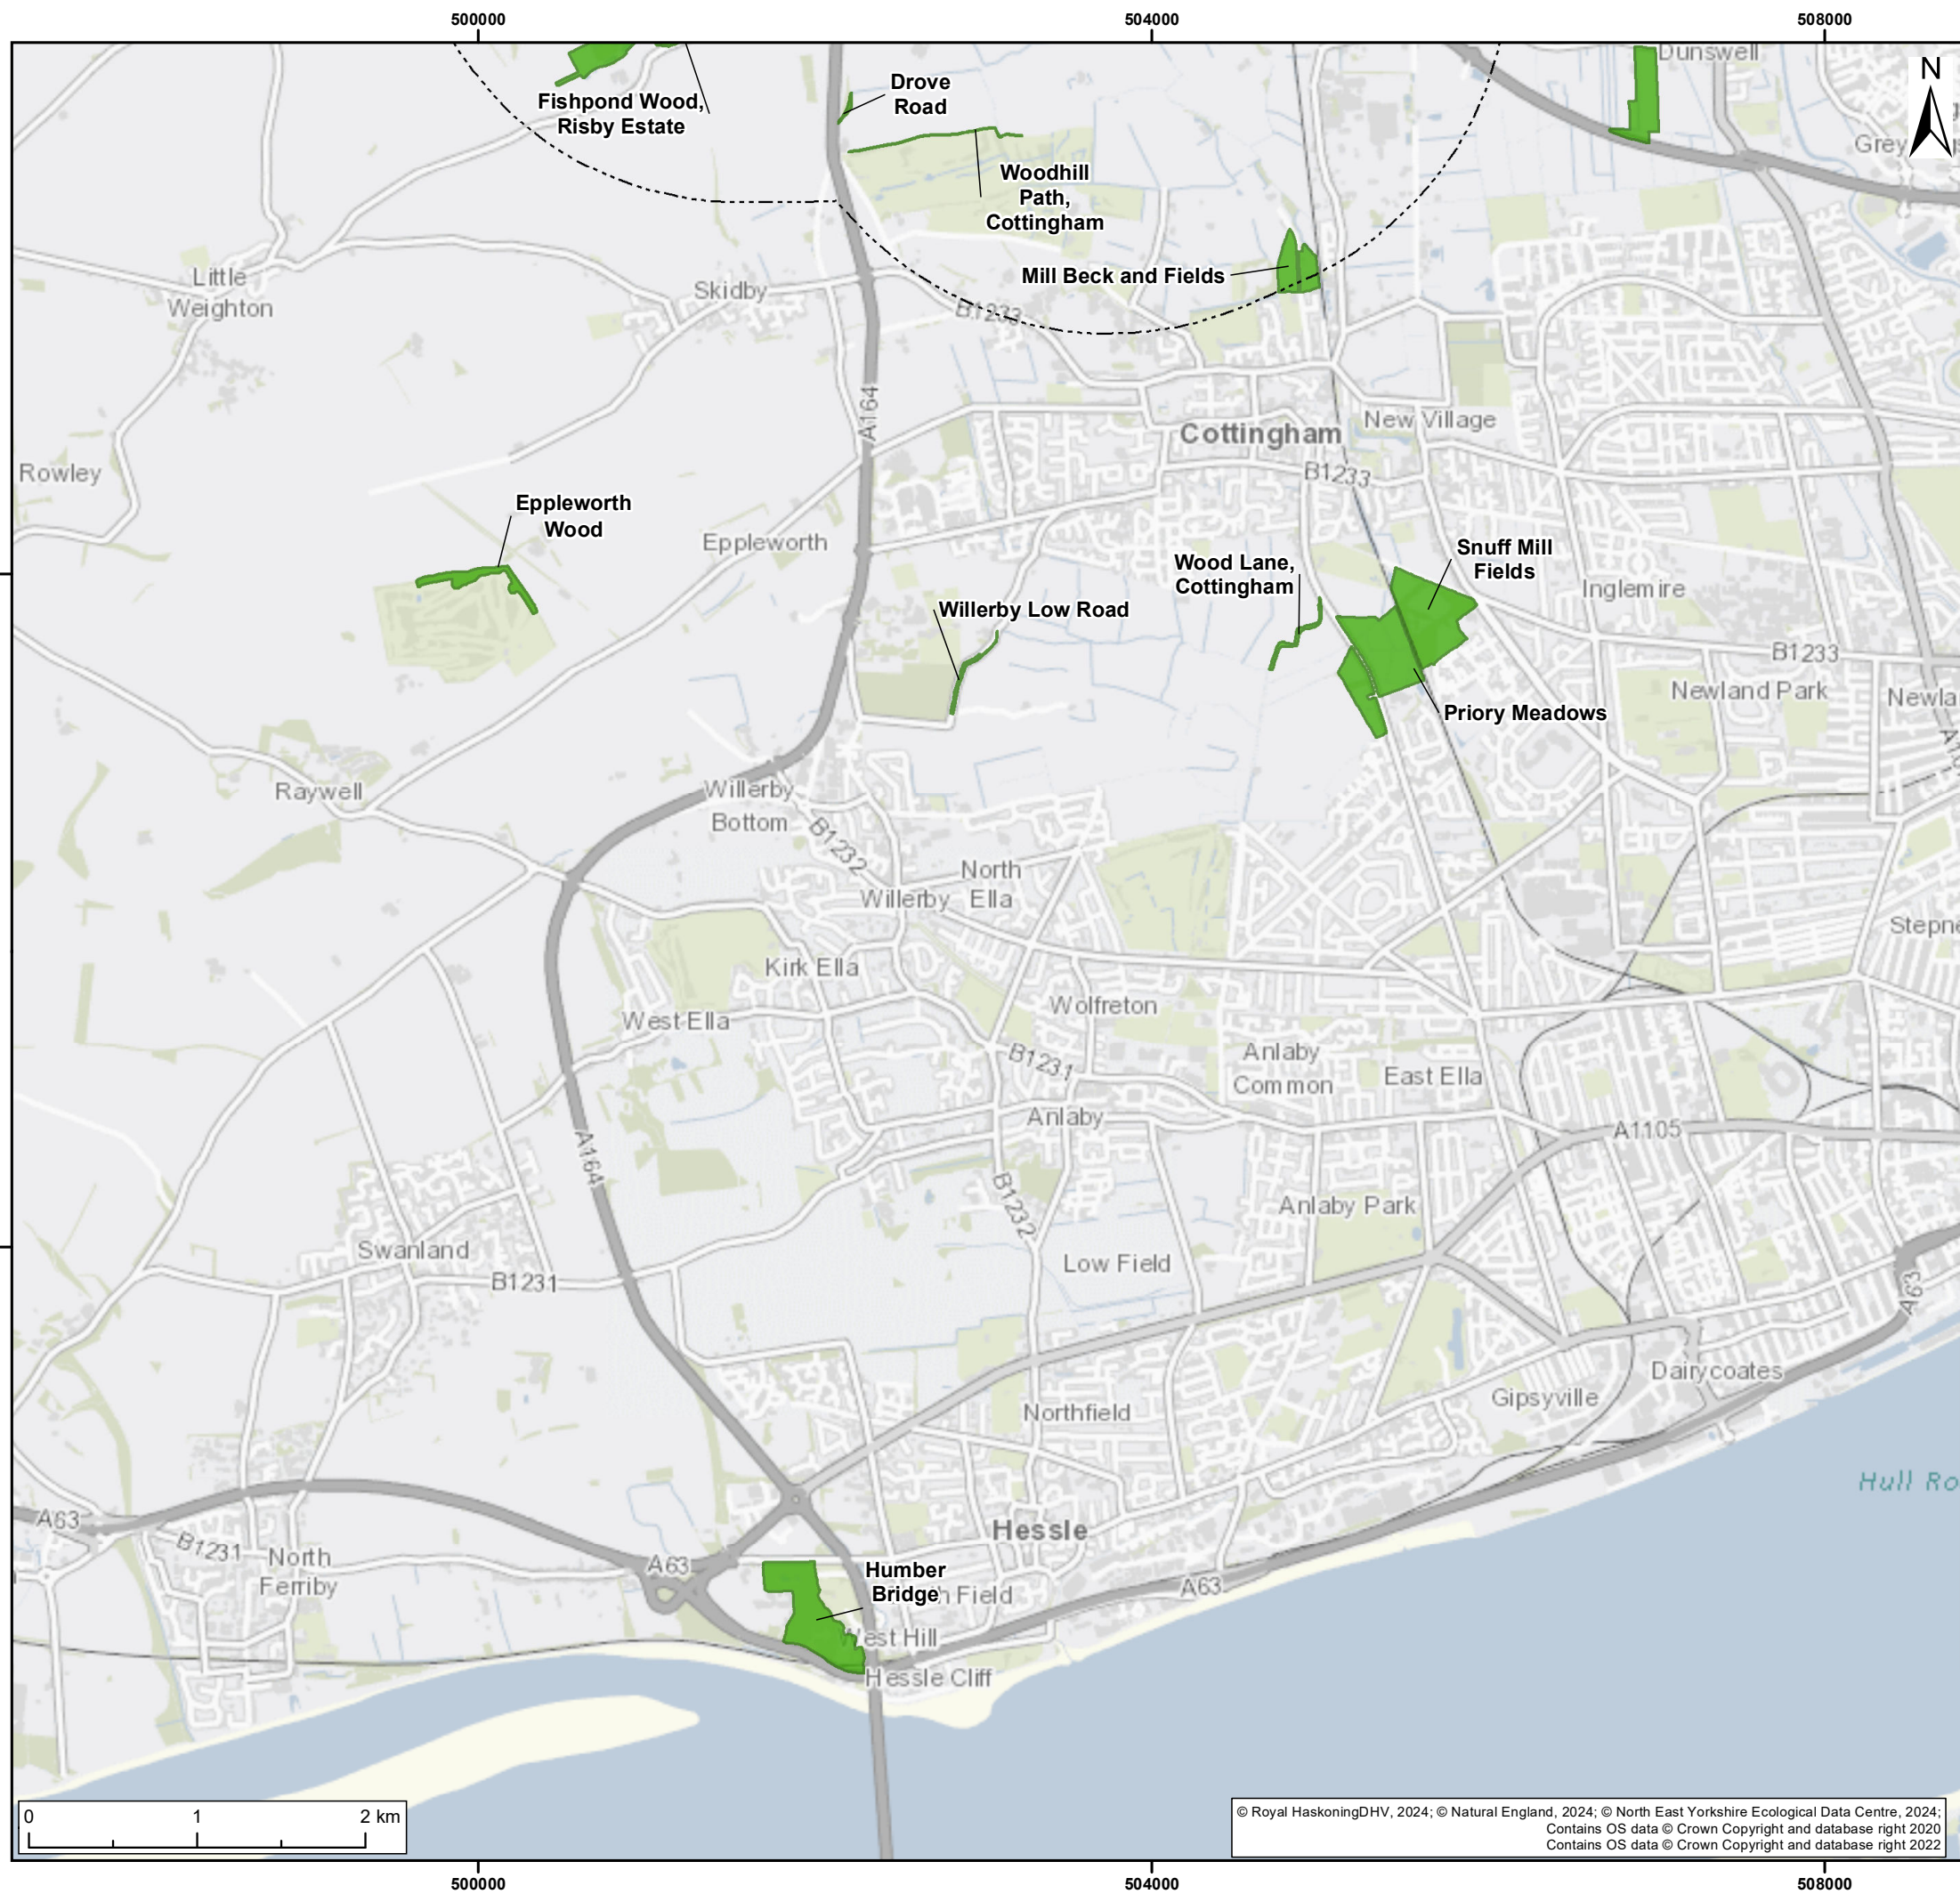 500000
504000
508000
Dunswell
N
Fishpond Wood,
Risby Estate
Drove
Road
Grey
Woodhill
Path,
Cottingham
Little
Weighton
Skidby
Mill Beck and Fields
B1233
A164
New Village
Cottingham
Rowley
B1233
Eppleworth
Wood
Eppleworth
Snuff Mill
Fields
Wood Lane,
Cottingham
Inglemire
Willerby Low Road
B1233
Newland Park
Newla
Priory Meadows
Raywell
Willerby
Bottom
B1232
North
Ella
Willerby
Stepne
Kirk Ella
Wolfreton
West Ella
B1231
Anlaby
Common
East Ella
Anlaby
A1105
A164
B1232
Anlaby Park
Swanland
Low Field
B1231
A63
Dairycoates
Gipsyville
Northfield
Hull Ro
A63
Hessle
B1231
North
Ferriby
A63
Humber
Bridge
h Field
A63
West Hill
Hessle Cliff
0 1 2 km
© Royal HaskoningDHV, 2024; © Natural England, 2024; © North East Yorkshire Ecological Data Centre, 2024;
Contains OS data © Crown Copyright and database right 2020
Contains OS data © Crown Copyright and database right 2022
500000
504000
508000